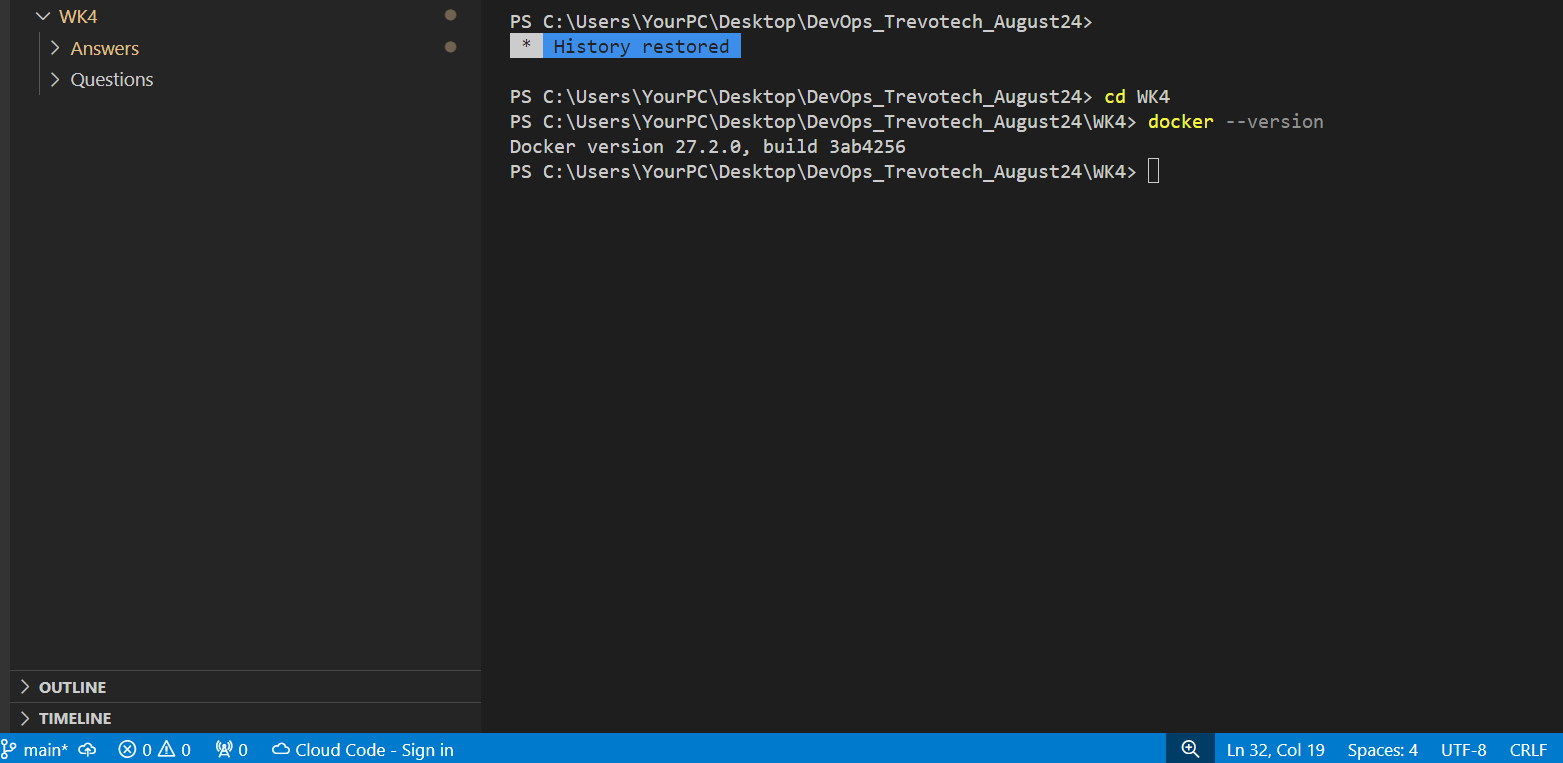 WK4
Answers
Questions
OUTLINE
TIMELINE
PS C:\Users\YourPC\Desktop\DevOps_Trevotech_August24>
* History restored
PS C:\Users\YourPC\Desktop\DevOps_Trevotech_August24> cd WK4
PS C:\Users\YourPC\Desktop\DevOps_Trevotech_August24\WK4> docker --version
Docker version 27.2.0, build 3ab4256
PS C:\Users\YourPC\Desktop\DevOps_Trevotech_August24\WK4>
main* 0 0 0 Cloud Code - Sign in Ln 32, Col 19 Spaces: 4 UTF-8 CRLF